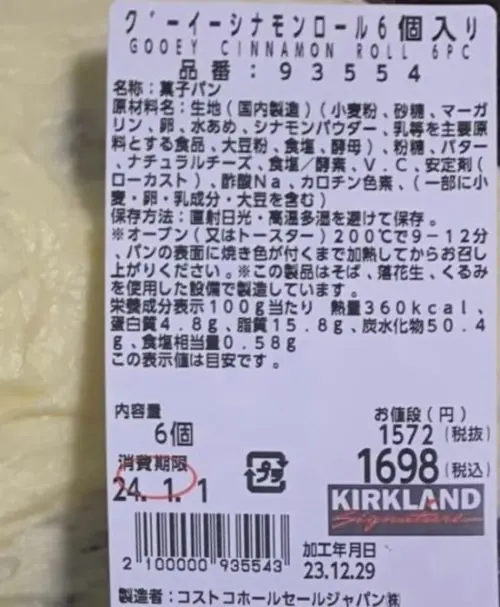 グーイーシナモンロール6個入り
GOOEY CINNAMON ROLL 6PC
品番:93554
名称:菓子パン
原材料名:生地(国内製造)(小麦粉、砂糖、マーガ
リン、卵、水あめ、シナモンパウダー、乳等を主要原
料とする食品、大豆粉、食塩、酵母)、粉糖、バター
、ナチュラルチーズ、食塩/酵素、V.C、安定剤(
ローカスト)、酢酸Na、カロチン色素、(一部に小
麦・卵・乳成分・大豆を含む)
保存方法:直射日光・高温多湿を避けて保存。
※オーブン(又はトースター)200℃で9-12分
、パンの表面に焼き色が付くまで加熱してからお召し
上がりください。※この製品はそば、落花生、くるみ
を使用した設備で製造しています。
栄養成分表示100g当たり 熱量360kcal、
蛋白質4.8g、脂質15.8g、炭水化物50.4
g、食塩相当量0.58g
この表示値は目安です。
内容量
6個
お値段(円)
1572(税抜)
1698(税込)
消費期限
24. 1. 1
プラ
KIRKLAND
Signature
2 100000 935543
加工年月日
23.12.29
製造者:コストコホールセールジャパン㈱